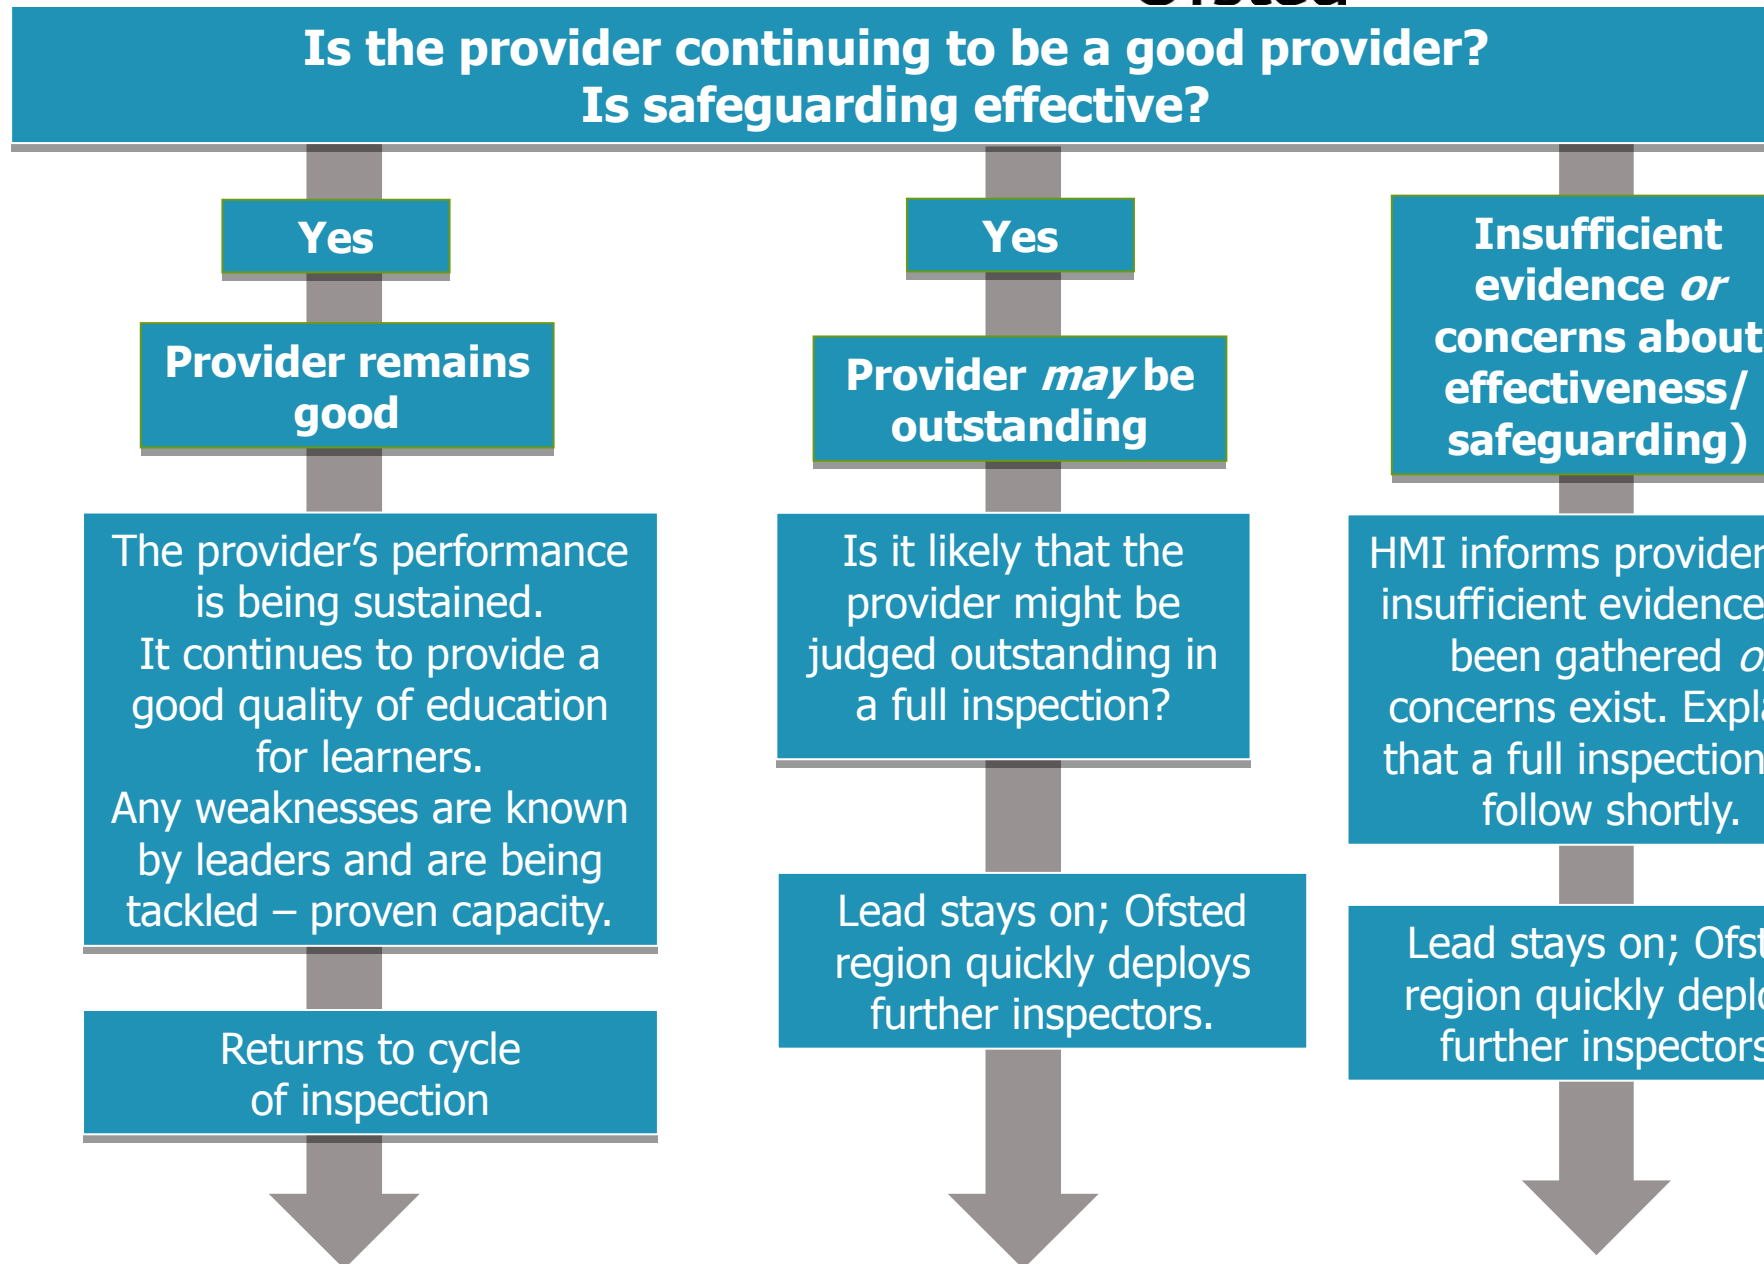 Ofsted
Is the provider continuing to be a good provider?
Is safeguarding effective?
Yes
Provider remains
good
The provider’s performance
is being sustained.
It continues to provide a
good quality of education
for learners.
Any weaknesses are known
by leaders and are being
tackled – proven capacity.
Returns to cycle
of inspection
Yes
Provider may be
outstanding
Is it likely that the
provider might be
judged outstanding in
a full inspection?
Lead stays on; Ofsted
region quickly deploys
further inspectors.
Insufficient
evidence or
concerns about
effectiveness/
safeguarding)
HMI informs provider
insufficient evidence
been gathered
concerns exist.
that a full inspection
follow shortly.
Lead stays on;
region quickly
further